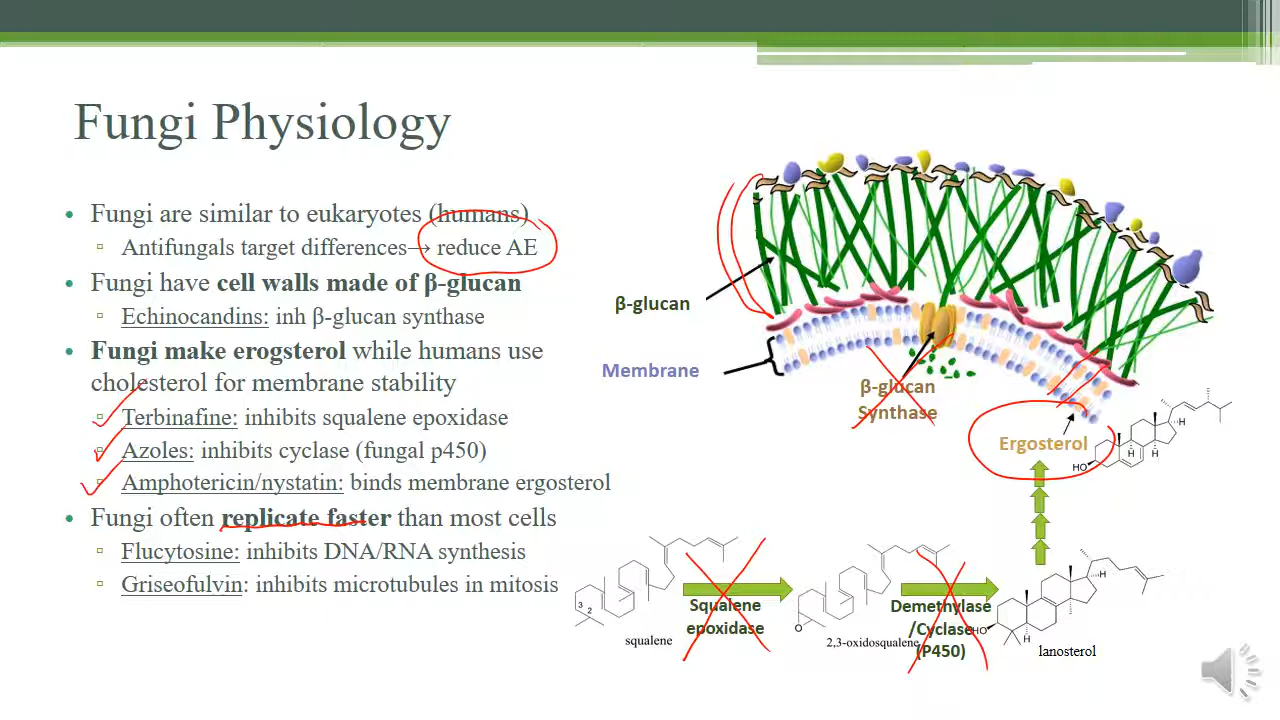 Fungi Physiology
• Fungi are similar to eukaryotes (humans)
▫ Antifungals target differences→ reduce AE
• Fungi have cell walls made of β-glucan
▫ Echinocandins: inh β-glucan synthase
• Fungi make erogsterol while humans use
cholesterol for membrane stability
▫ Terbinafine: inhibits squalene epoxidase
▫ Azoles: inhibits cyclase (fungal p450)
▫ Amphotericin/nystatin: binds membrane ergosterol
• Fungi often replicate faster than most cells
▫ Flucytosine: inhibits DNA/RNA synthesis
▫ Griseofulvin: inhibits microtubules in mitosis
β-glucan
Membrane
β-glucan
Synthase
Ergosterol
HO
H
H
H
3
2
squalene
Squalene
epoxidase
O
2,3-oxidosqualene
Demethylase
/Cyclase
(P450)
HO
H
H
lanosterol